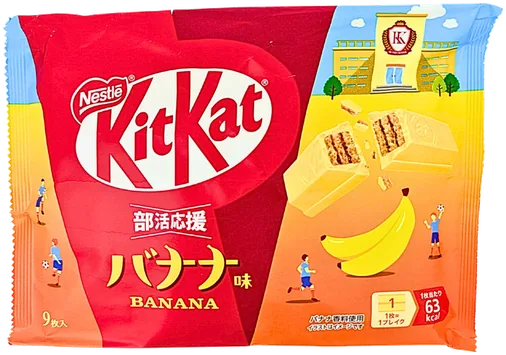 Nestlé
KitKat
部活応援
バナナ味
BANANA
9枚入
バナナ香料使用
イラストはイメージです
1
1枚=
1ブレイク
1枚当たり
63
kcal